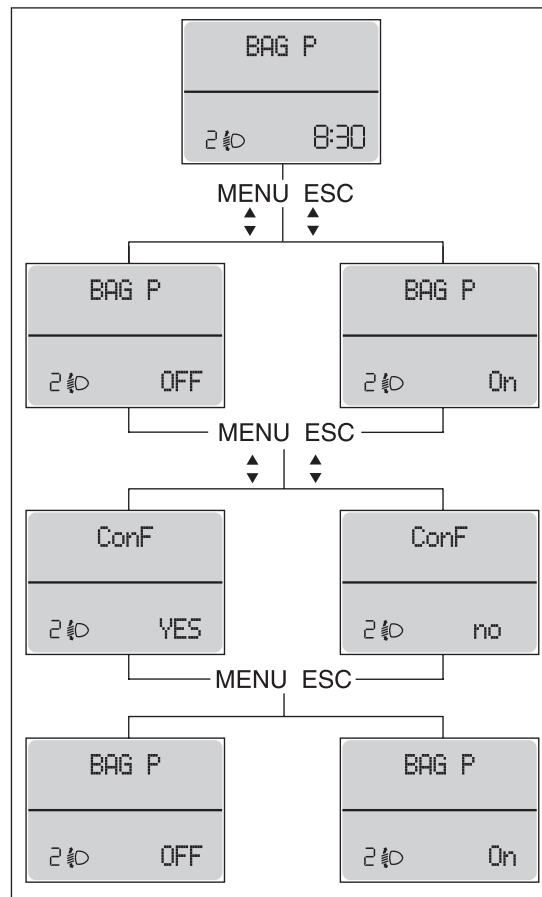 BAG P
2 8:30
MENU ESC
BAG P BAG P
2 OFF 2 On
MENU ESC
ConF ConF
2 YES 2 no
MENU ESC
BAG P BAG P
2 OFF 2 On